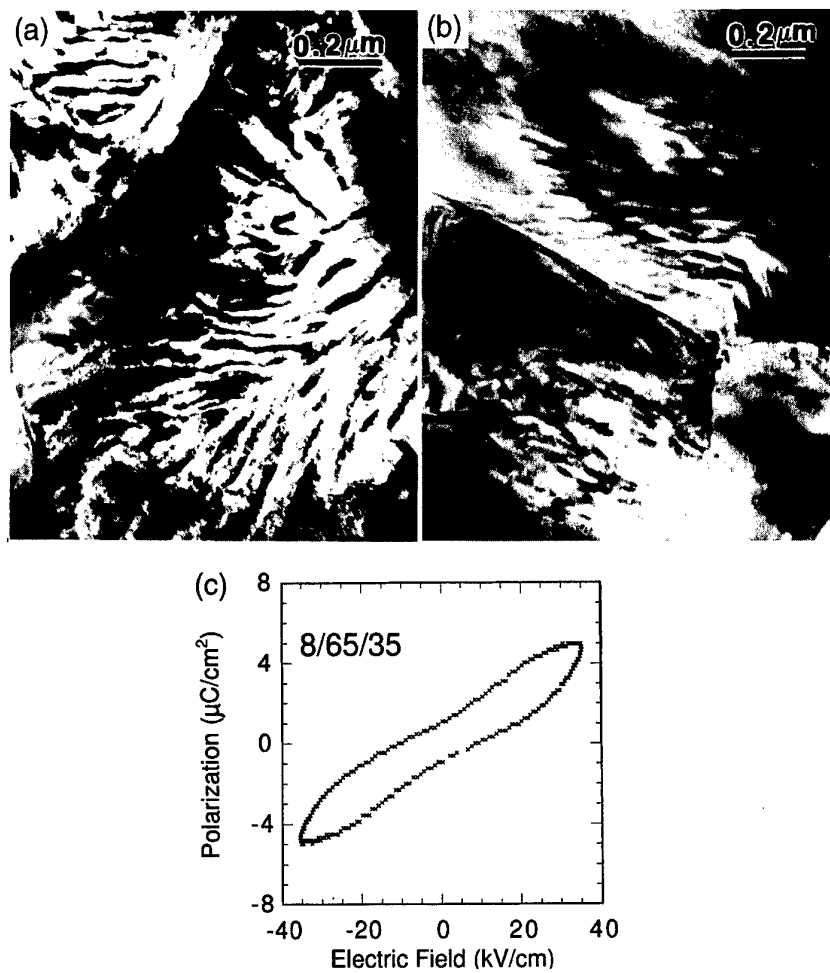 (a)
0.2μm
(b)
0.2μm
(c)
8
8/65/35
4
0
-4
-8
Polarization (μC/cm²)
-40 -20 0 20 40
Electric Field (kV/cm)